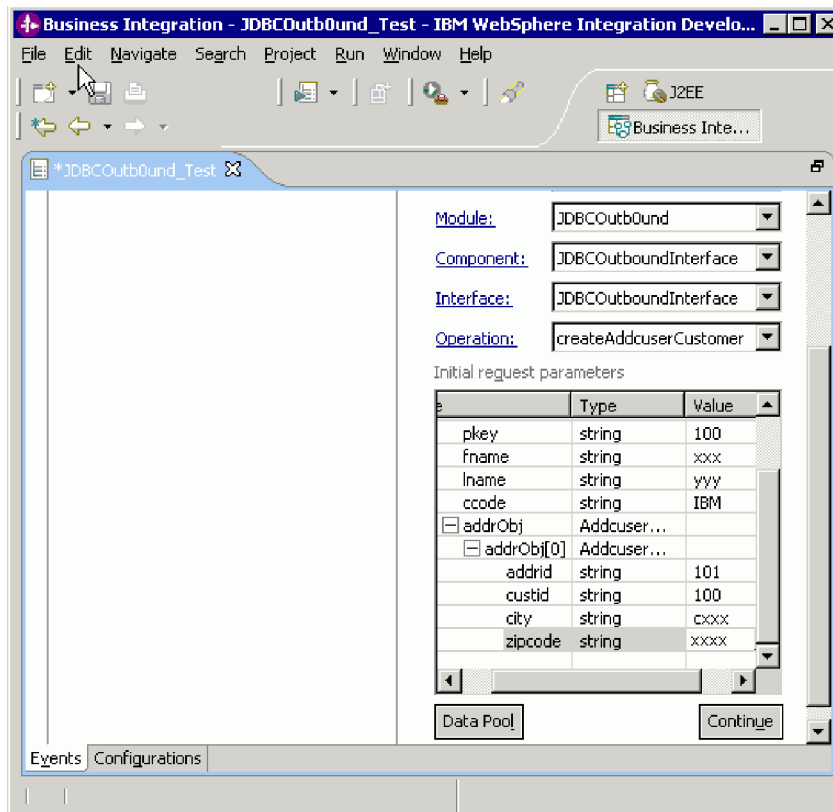 Business Integration - JDBCOutb0und_Test - IBM WebSphere Integration Develo...
File Edit Navigate Search Project Run Window Help
J2EE
Business Inte...
*JDBCOutb0und_Test
Module: JDBCOutb0und
Component: JDBCOutboundInterface
Interface: JDBCOutboundInterface
Operation: createAddcuserCustomer
Initial reguest parameters
e Type Value
pkey string 100
fname string xxx
lname string yyy
ccode string IBM
addrObj Addcuser...
addrObj[0] Addcuser...
addrid string 101
custid string 100
city string cxxx
zipcode string xxxx
Data Pool Continue
Events Configurations